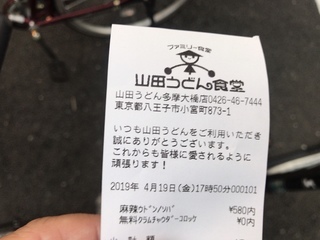 ファミリー食堂
山田うどん食堂
山田うどん多摩大橋店0426-46-7444
東京都八王子市小宮町873-1
いつも山田うどんをご利用いただき
誠にありがとうございます。
これからも皆様に愛されるように
頑張ります!
2019年 4月19日(金)17時50分000101
麻辣ウドンノソバ ¥580内
無料クラムチャウダーコロッケ ¥0内